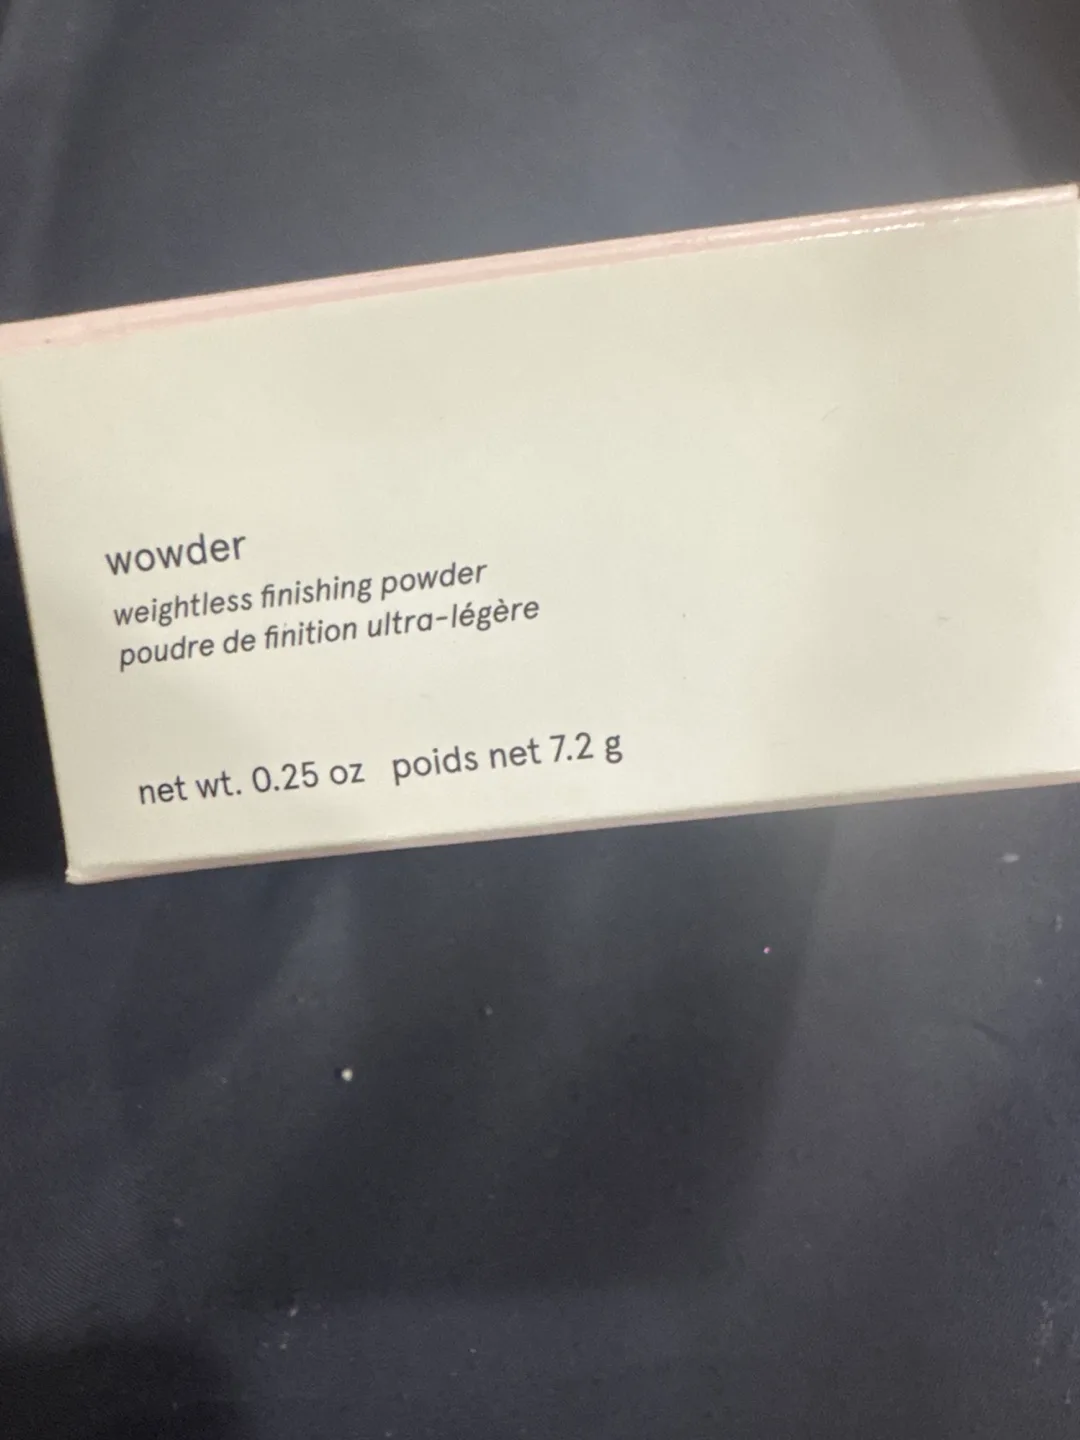 wowder
weightless finishing powder
poudre de finition ultra-légère
net wt. 0.25 oz poids net 7.2 g